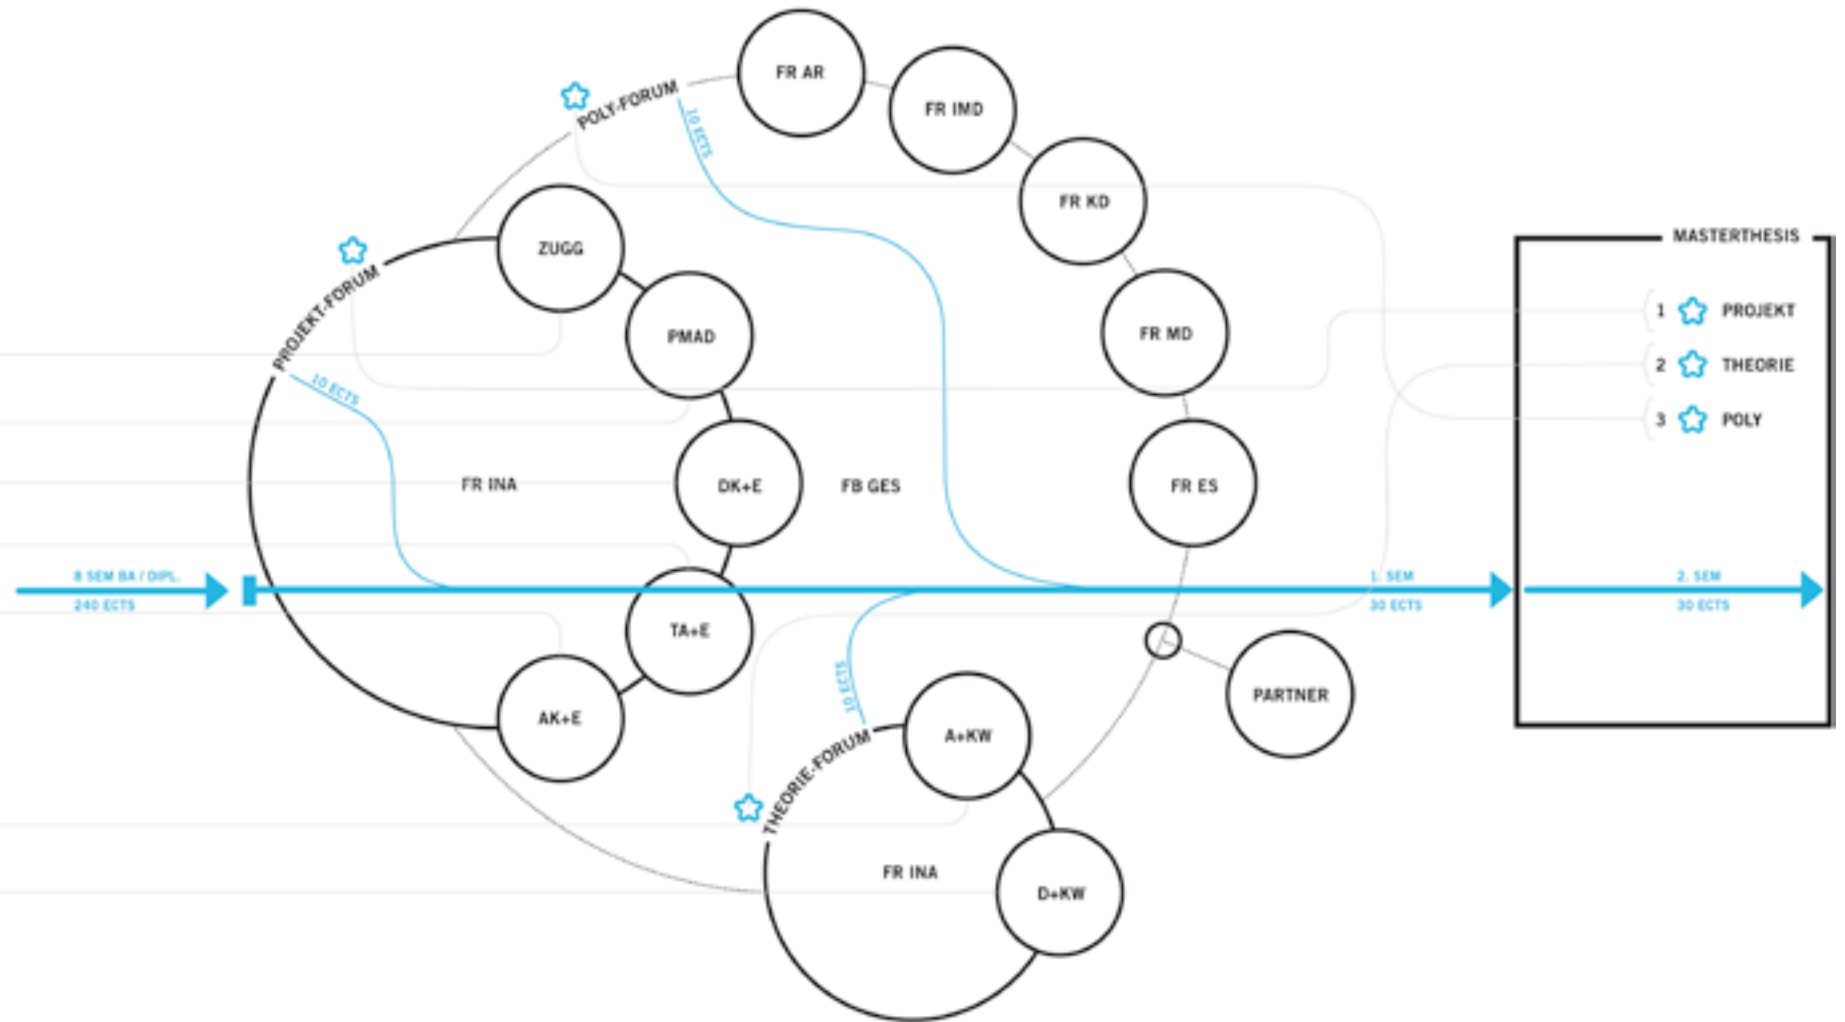 POLY-FORUM
10 ECTS
FR AR
FR IMD
FR KD
FR MD
FR ES
PROJEKT-FORUM
10 ECTS
ZUGG
PMAD
DK+E
TA+E
AK+E
FR INA
FB GES
8 SEM BA / DIPL.
240 ECTS
1. SEM
30 ECTS
2. SEM
30 ECTS
MASTERTHESIS
1 PROJEKT
2 THEORIE
3 POLY
PARTNER
10 ECTS
THEORIE-FORUM
A+KW
FR INA
D+KW